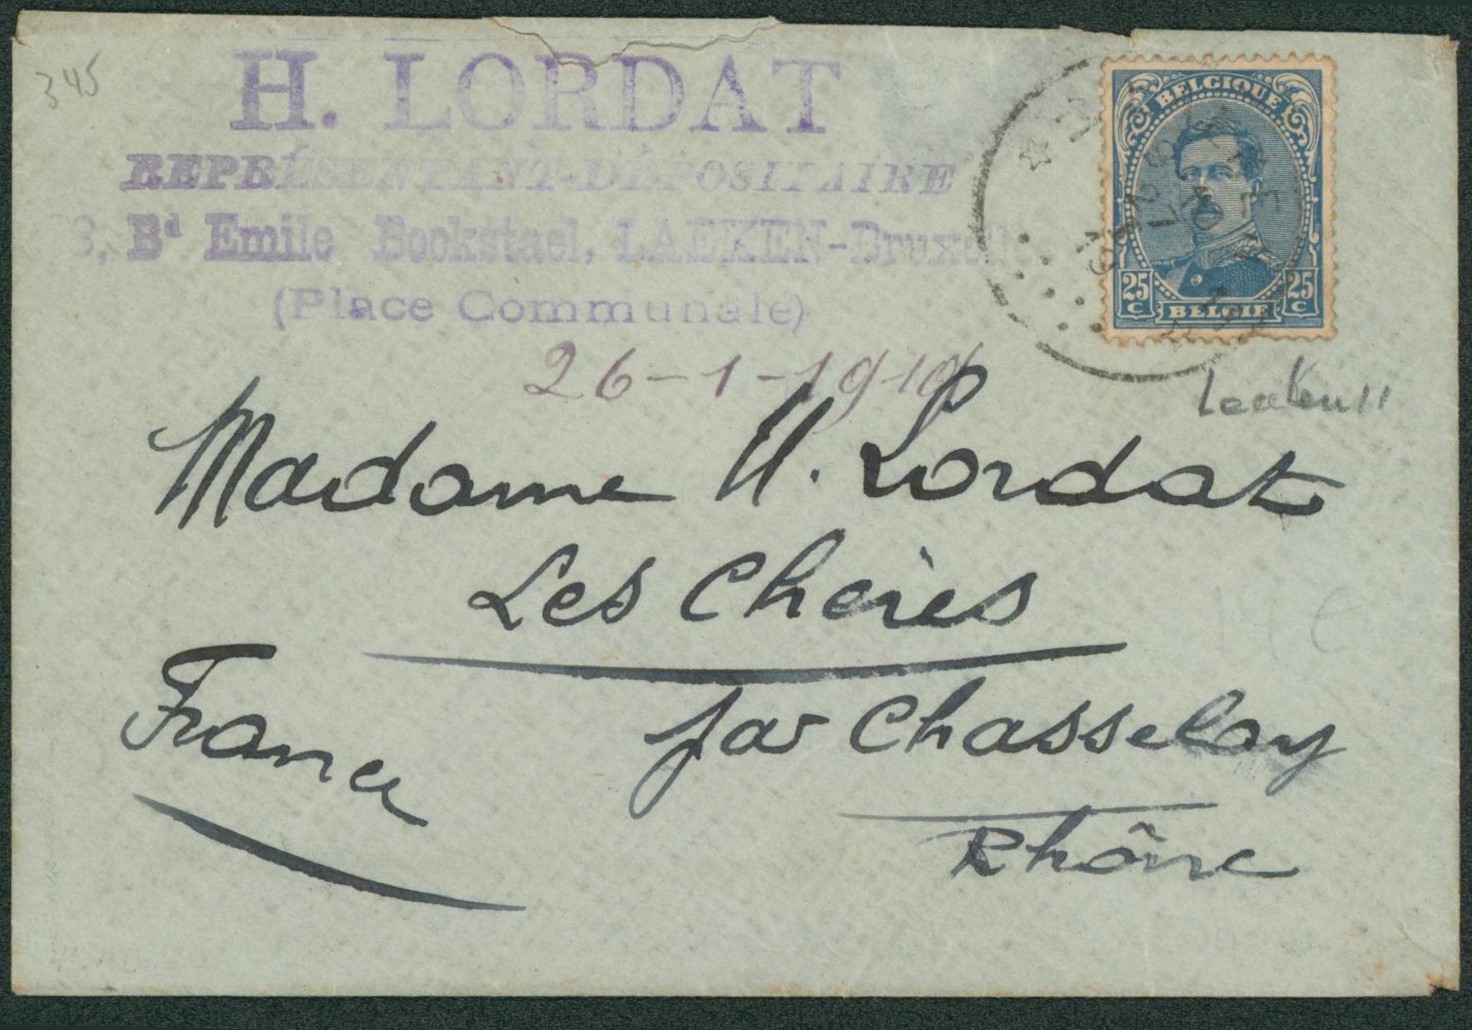 345
H. LORDAT
REPRÉSENTANT-DÉPOSITAIRE
3, Bd Emile Bockstael, LAEKEN-Bruxelles
(Place Communale)
26-1-1919
BELGIQUE
25 C 25 C
BELGIË
Laeken 11
Madame H. Lordat
Les Chères
par Chasselay
Rhône
France